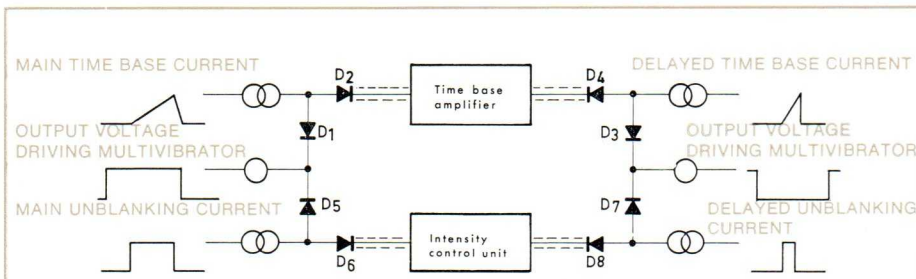 MAIN TIME BASE CURRENT
D2
Time base
amplifier
D4
DELAYED TIME BASE CURRENT
D1
D3
OUTPUT VOLTAGE
DRIVING MULTIVIBRATOR
OUTPUT VOLTAGE
DRIVING MULTIVIBRATOR
MAIN UNBLANKING CURRENT
D5
D7
DELAYED UNBLANKING
CURRENT
D6
Intensity
control unit
D8